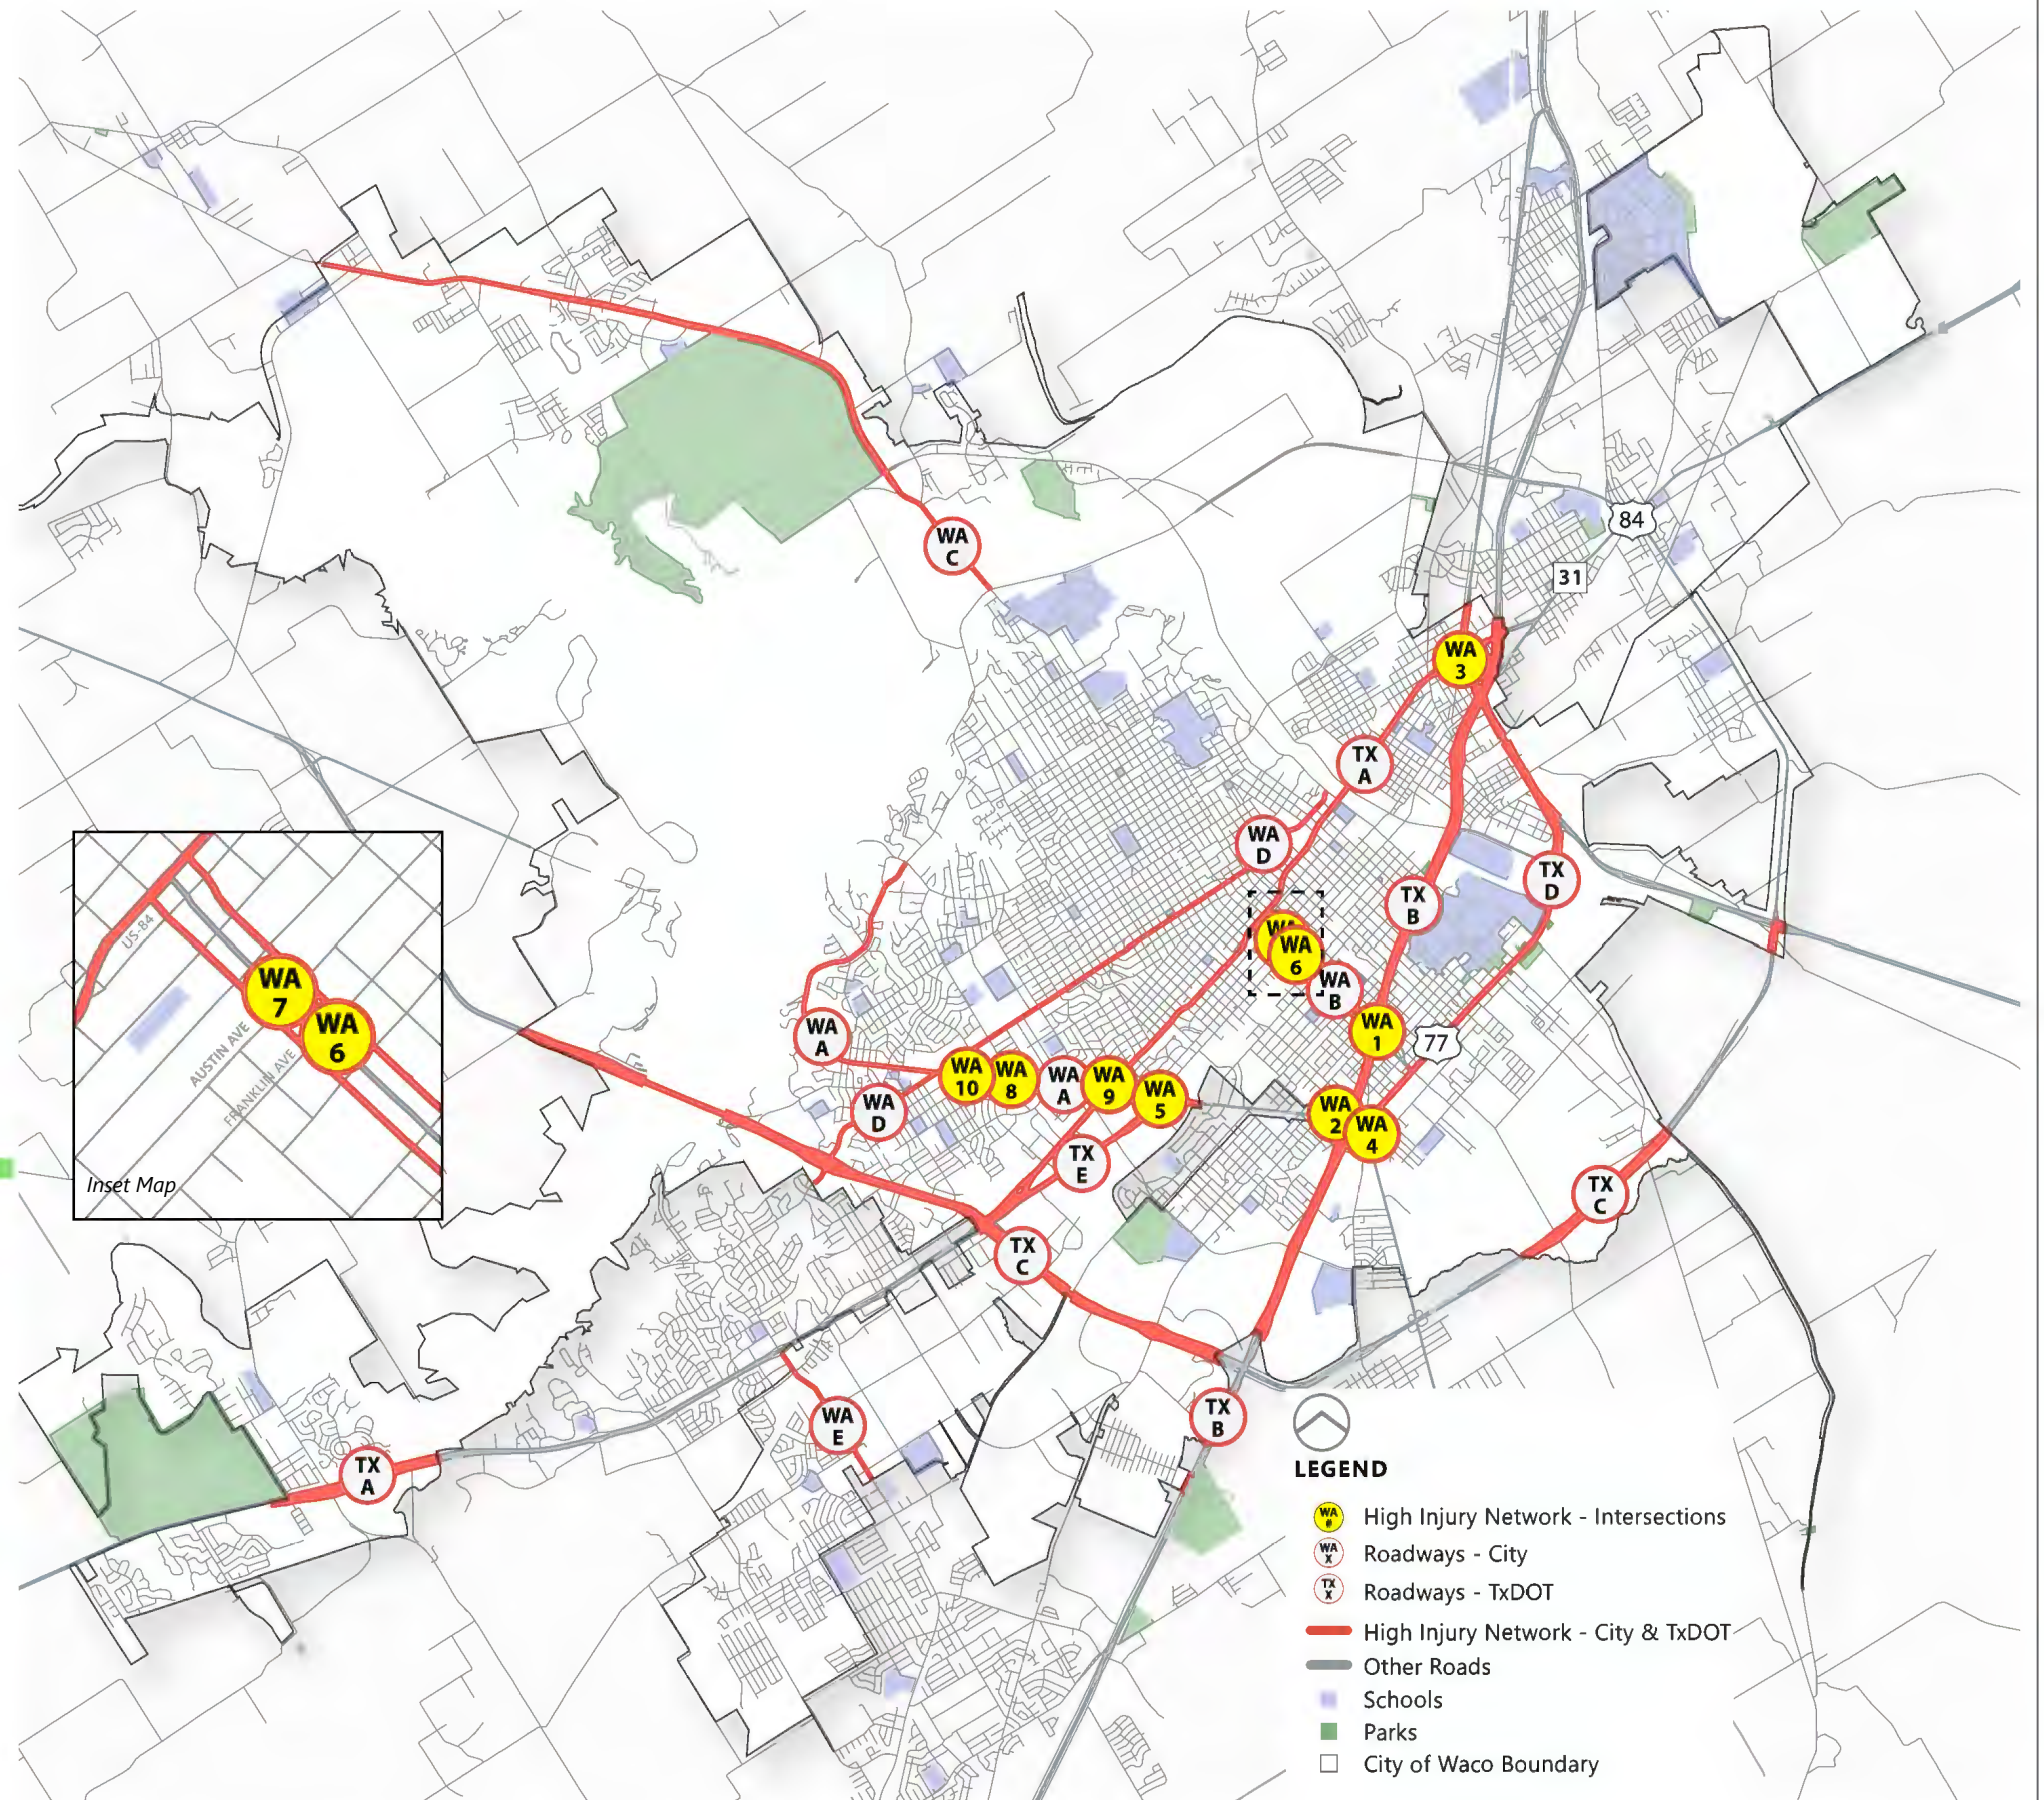 84
31
WA
C
WA
3
TX
A
WA
D
TX
D
TX
B
WA
6
WA
B
WA
A
WA
1
77
WA
10
WA
8
WA
A
WA
9
WA
5
WA
D
WA
2
WA
4
TX
E
TX
C
TX
C
WA
E
TX
B
TX
A
US-84
WA
7
WA
6
AUSTIN AVE
FRANKLIN AVE
Inset Map
LEGEND
WA
#
High Injury Network - Intersections
WA
X
Roadways - City
TX
X
Roadways - TxDOT
High Injury Network - City & TxDOT
Other Roads
Schools
Parks
City of Waco Boundary